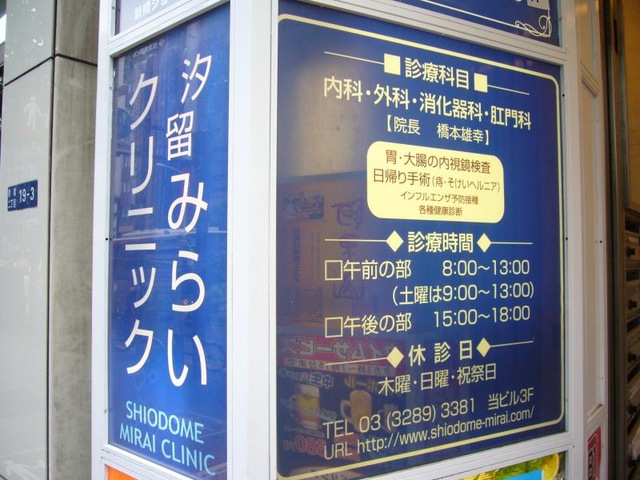 19-3
汐留みらい
クリニック
SHIODOME
MIRAI CLINIC
診療科目
内科・外科・消化器科・肛門科
【院長 橋本雄幸】
胃・大腸の内視鏡検査
日帰り手術(痔・そけいヘルニア)
インフルエンザ予防接種
各種健康診断
診療時間
□午前の部 8:00〜13:00
(土曜は9:00〜13:00)
□午後の部 15:00〜18:00
休診日
木曜・日曜・祝祭日
TEL 03 (3289) 3381 当ビル3F
URL http://www.shiodome-mirai.com/